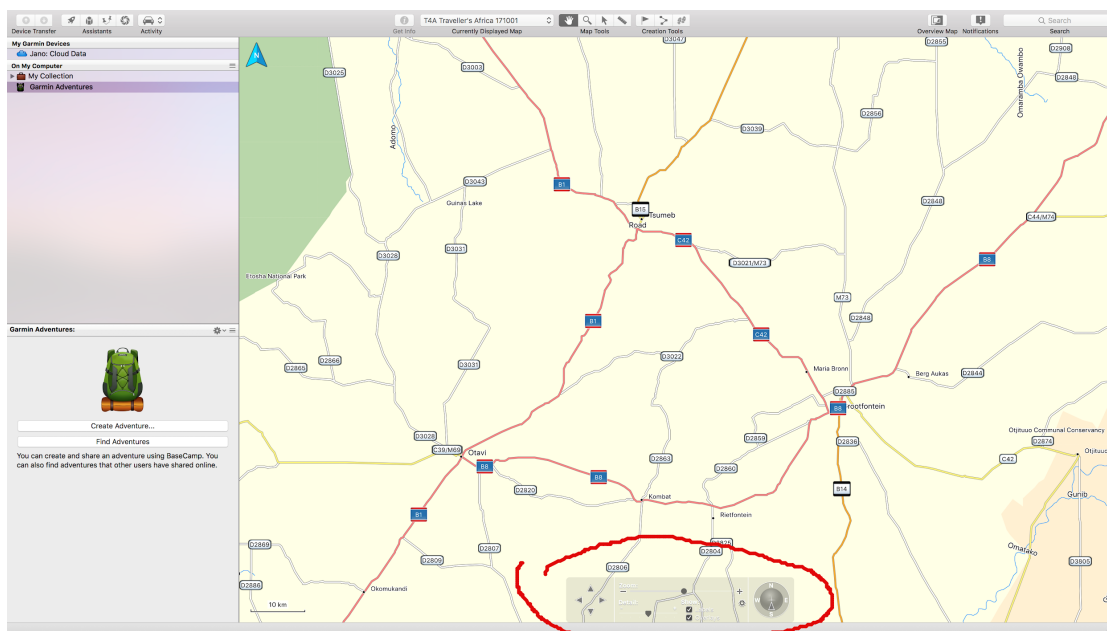 T4A Traveller's Africa 171001
Search
Device Transfer
Assistants
Activity
Get Info
Currently Displayed Map
Map Tools
Creation Tools
Overview Map
Notifications
Search
My Garmin Devices
Jano: Cloud Data
On My Computer
My Collection
Garmin Adventures
Garmin Adventures:
Create Adventure...
Find Adventures
You can create and share an adventure using BaseCamp. You
can also find adventures that other users have shared online.
N
D3047
D2855
D2908
D3003
D3025
D2848
Omaramba Owambo
D2856
D3039
Adomo
D3043
B1
Guinas Lake
D2848
B15
Tsumeb
Road
C44/M74
C42
D3031
D3028
D3021/M73
B8
Etosha National Park
M73
D2848
B1
C42
D3022
D2866
D2865
D3031
Maria Bronn
Berg Aukas
D2844
D2885
B8
rootfontein
Otjituuo Communal Conservancy
D3028
D2859
D2836
D2874
C39/M69
Otavi
Otjituuo
D2863
C42
B8
D2860
B8
D2820
B14
Kombat
Gunib
B1
Rietfontein
D2869
D2807
D2804
D2825
Omatako
D2809
D2806
D3805
D2886
Okomukandi
10 km
N
W
E